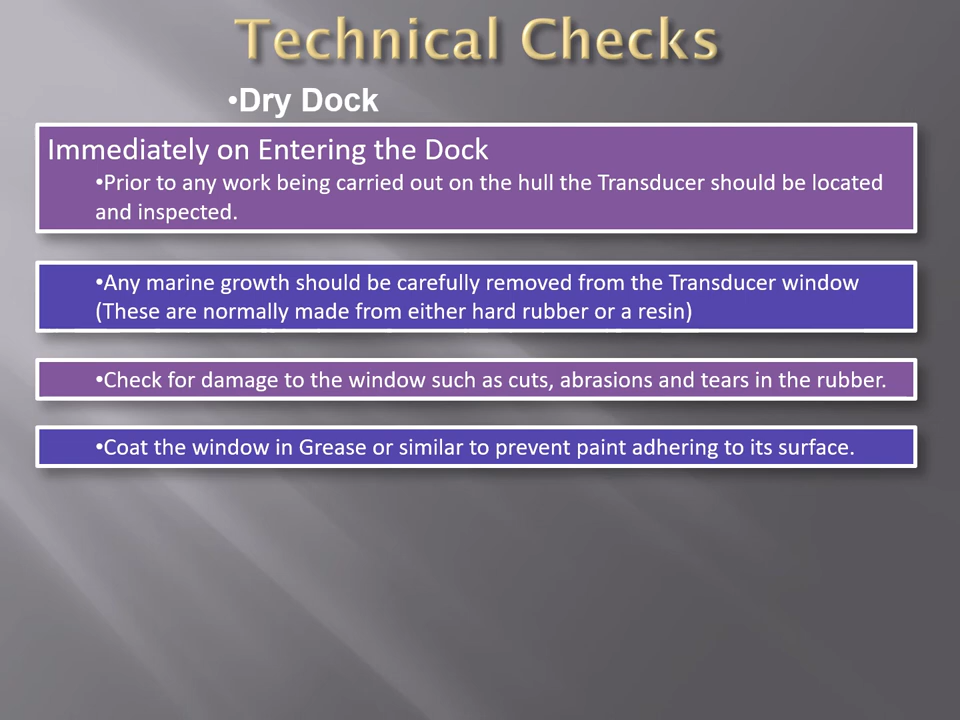 Technical Checks
•Dry Dock
Immediately on Entering the Dock
•Prior to any work being carried out on the hull the Transducer should be located
and inspected.
•Any marine growth should be carefully removed from the Transducer window
(These are normally made from either hard rubber or a resin)
•Check for damage to the window such as cuts, abrasions and tears in the rubber.
•Coat the window in Grease or similar to prevent paint adhering to its surface.